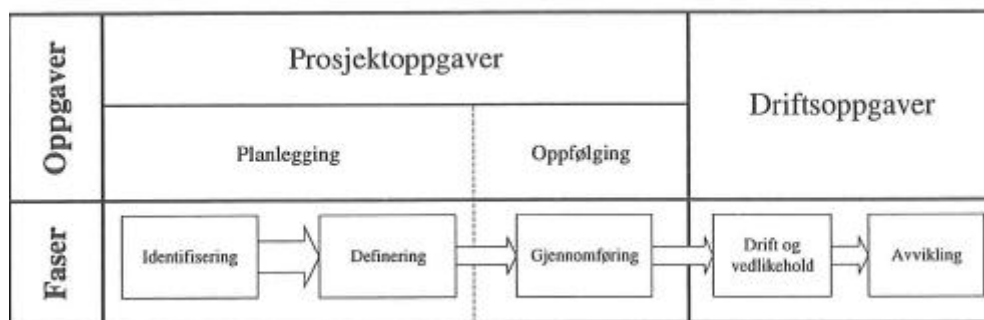 Oppgaver
Prosjektoppgaver
Driftsoppgaver
Planlegging
Oppfølging
Faser
Identifisering
Definering
Gjennomføring
Drift og
vedlikehold
Avvikling